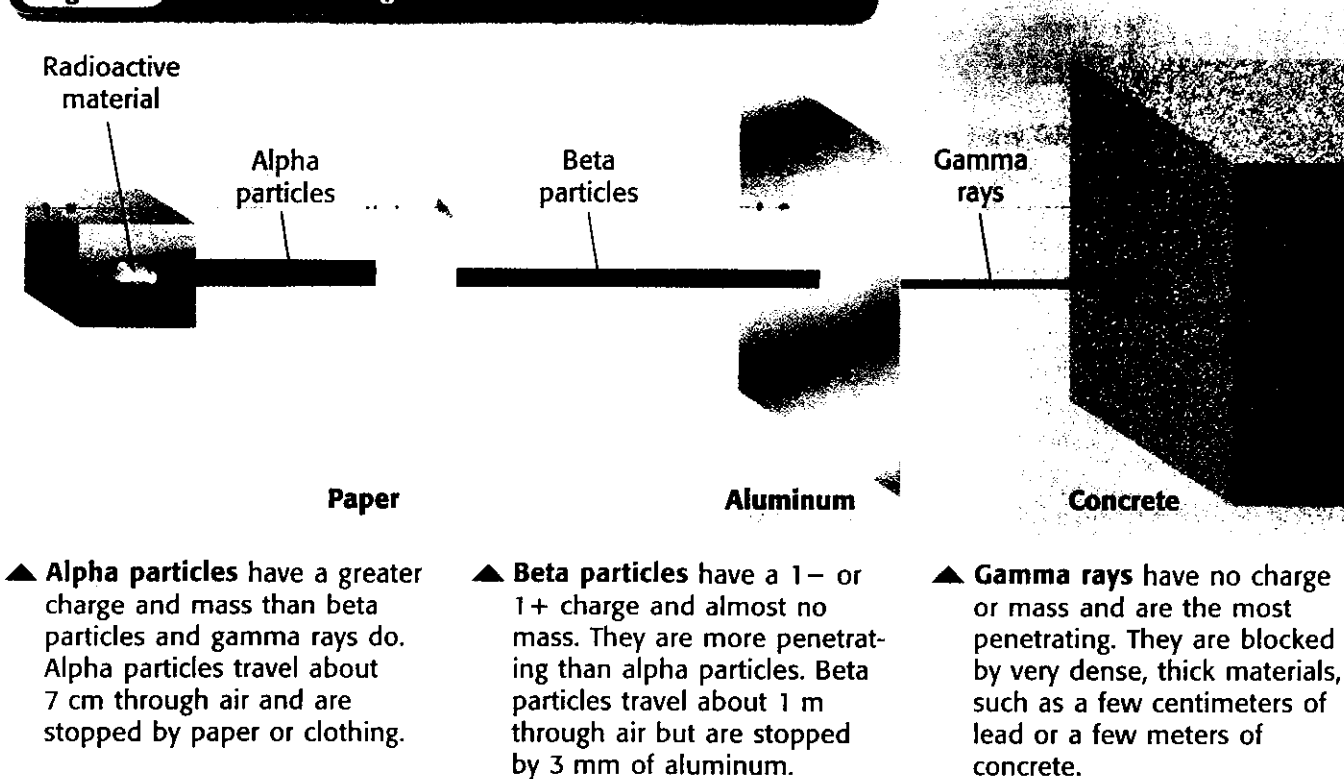 Radioactive
material
Alpha
particles
Beta
particles
Gamma
rays
Paper
Aluminum
Concrete
▲ Alpha particles have a greater
charge and mass than beta
particles and gamma rays do.
Alpha particles travel about
7 cm through air and are
stopped by paper or clothing.
▲ Beta particles have a 1– or
1+ charge and almost no
mass. They are more penetrat-
ing than alpha particles. Beta
particles travel about 1 m
through air but are stopped
by 3 mm of aluminum.
▲ Gamma rays have no charge
or mass and are the most
penetrating. They are blocked
by very dense, thick materials,
such as a few centimeters of
lead or a few meters of
concrete.